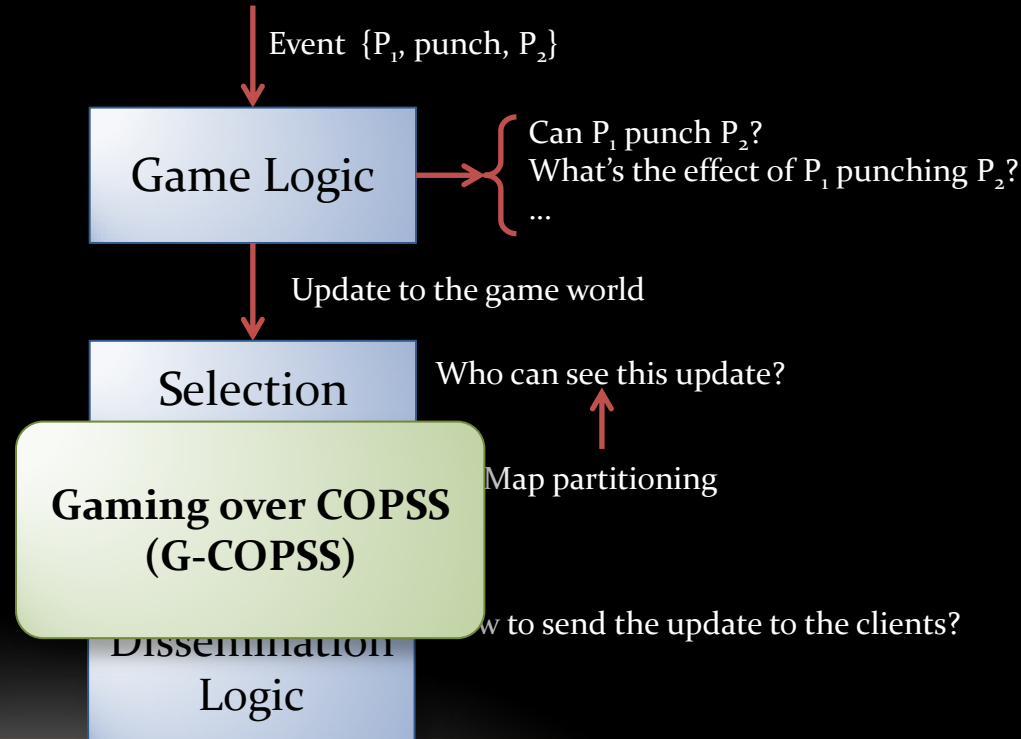 Event {P₁, punch, P₂}
Game Logic
Can P₁ punch P₂?
What's the effect of P₁ punching P₂?
...
Update to the game world
Selection
Who can see this update?
Map partitioning
Gaming over COPSS
(G-COPSS)
to send the update to the clients?
Dissemination
Logic